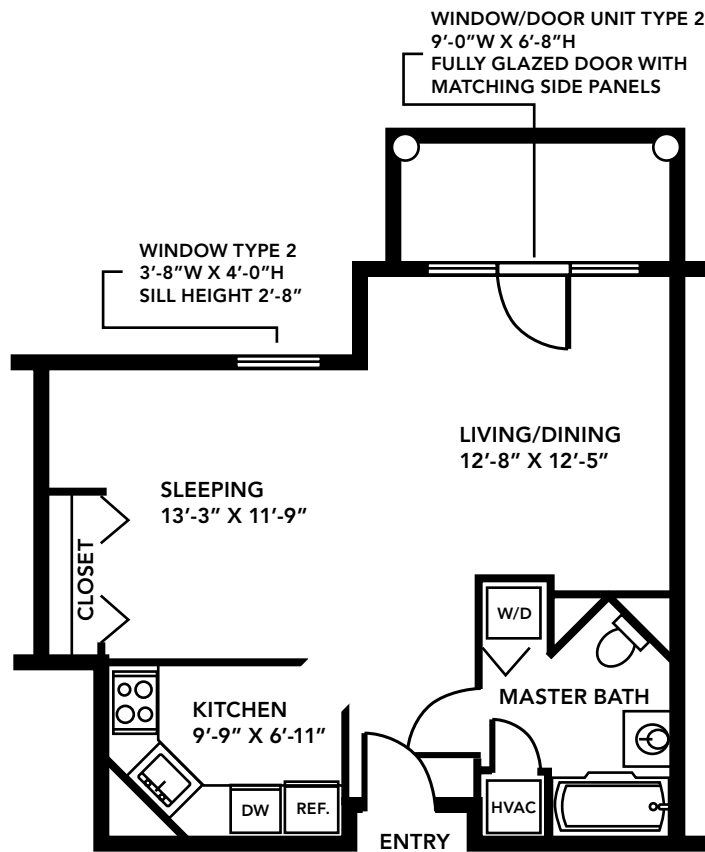 WINDOW/DOOR UNIT TYPE 2
9’-0”W X 6’-8”H
FULLY GLAZED DOOR WITH
MATCHING SIDE PANELS
WINDOW TYPE 2
3’-8”W X 4’-0”H
SILL HEIGHT 2’-8”
LIVING/DINING
12’-8” X 12’-5”
SLEEPING
13’-3” X 11’-9”
CLOSET
W/D
MASTER BATH
KITCHEN
9’-9” X 6’-11”
DW
REF.
HVAC
ENTRY